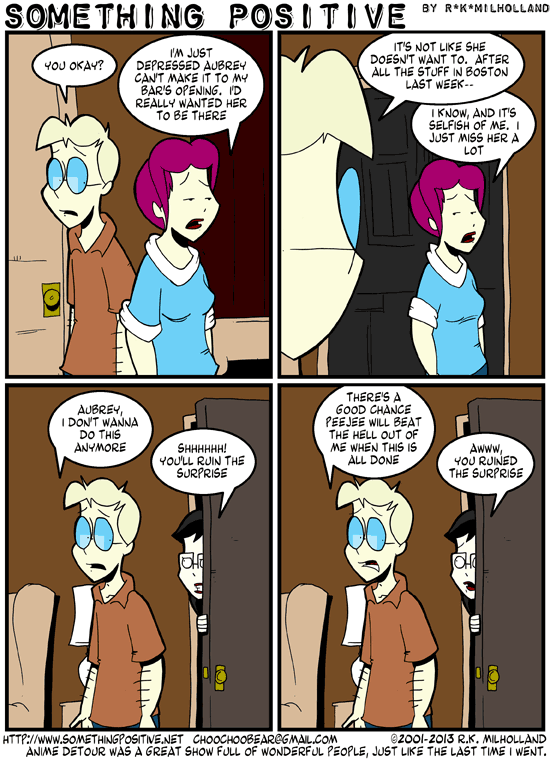 SOMETHING POSITIVE BY R*K*MILHOLLAND
YOU OKAY?
I'M JUST
DEPRESSED AUBREY
CAN'T MAKE IT TO MY
BAR'S OPENING. I'D
REALLY WANTED HER
TO BE THERE
IT'S NOT LIKE SHE
DOESN'T WANT TO. AFTER
ALL THE STUFF IN BOSTON
LAST WEEK--
I KNOW, AND IT'S
SELFISH OF ME. I
JUST MISS HER A
LOT
AUBREY,
I DON'T WANNA
DO THIS
ANYMORE
SHHHHHH!
YOU'LL RUIN THE
SURPRISE
THERE'S A
GOOD CHANCE
PEEJEE WILL BEAT
THE HELL OUT OF
ME WHEN THIS IS
ALL DONE
AWWW,
YOU RUINED
THE SURPRISE
HTTP://WWW.SOMETHINGPOSITIVE.NET CHOOCHOOBEAR@GMAIL.COM ©2001-2013 R.K. MILHOLLAND
ANIME DETOUR WAS A GREAT SHOW FULL OF WONDERFUL PEOPLE, JUST LIKE THE LAST TIME I WENT.